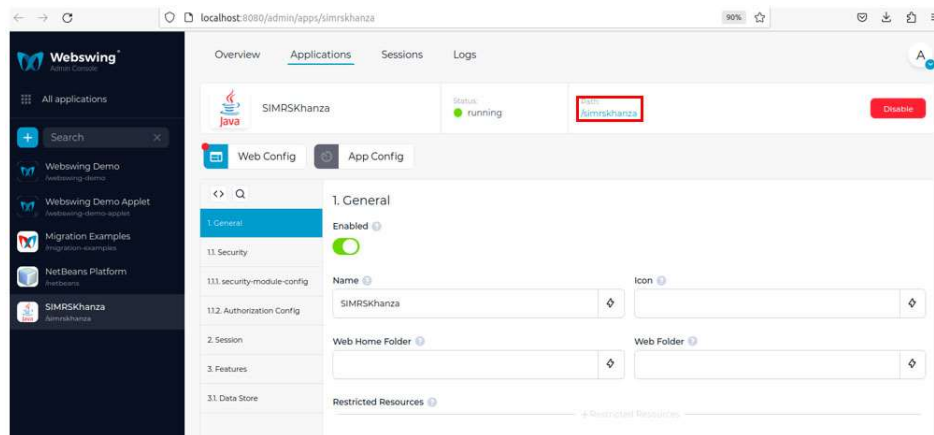 localhost:8080/admin/apps/simrskhanza
90%
Webswing
Admin Console
Overview
Applications
Sessions
Logs
A
All applications
Java
SIMRSKhanza
Status:
running
Path:
/simrskhanza
Disable
Search
Web Config
App Config
Webswing Demo
/webswing-demo
Webswing Demo Applet
/webswing-demo-applet
Migration Examples
/migration-examples
NetBeans Platform
/netbeans
SIMRSKhanza
/simrskhanza
1. General
1.1. Security
1.1.1. security-module-config
1.1.2. Authorization Config
2. Session
3. Features
3.1. Data Store
1. General
Enabled
Name
Icon
SIMRSKhanza
Web Home Folder
Web Folder
Restricted Resources
+ Restricted Resources